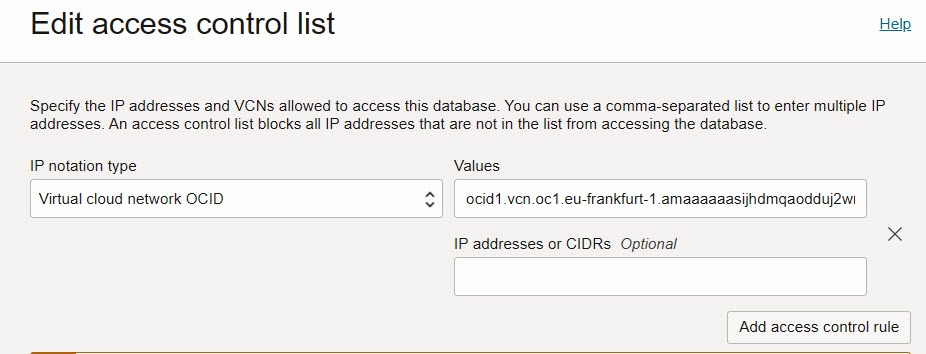 Edit access control list
Help
Specify the IP addresses and VCNs allowed to access this database. You can use a comma-separated list to enter multiple IP
addresses. An access control list blocks all IP addresses that are not in the list from accessing the database.
IP notation type
Values
Virtual cloud network OCID
ocid1.vcn.oc1.eu-frankfurt-1.amaaaaaasijhdmqaodduj2w
IP addresses or CIDRs Optional
Add access control rule